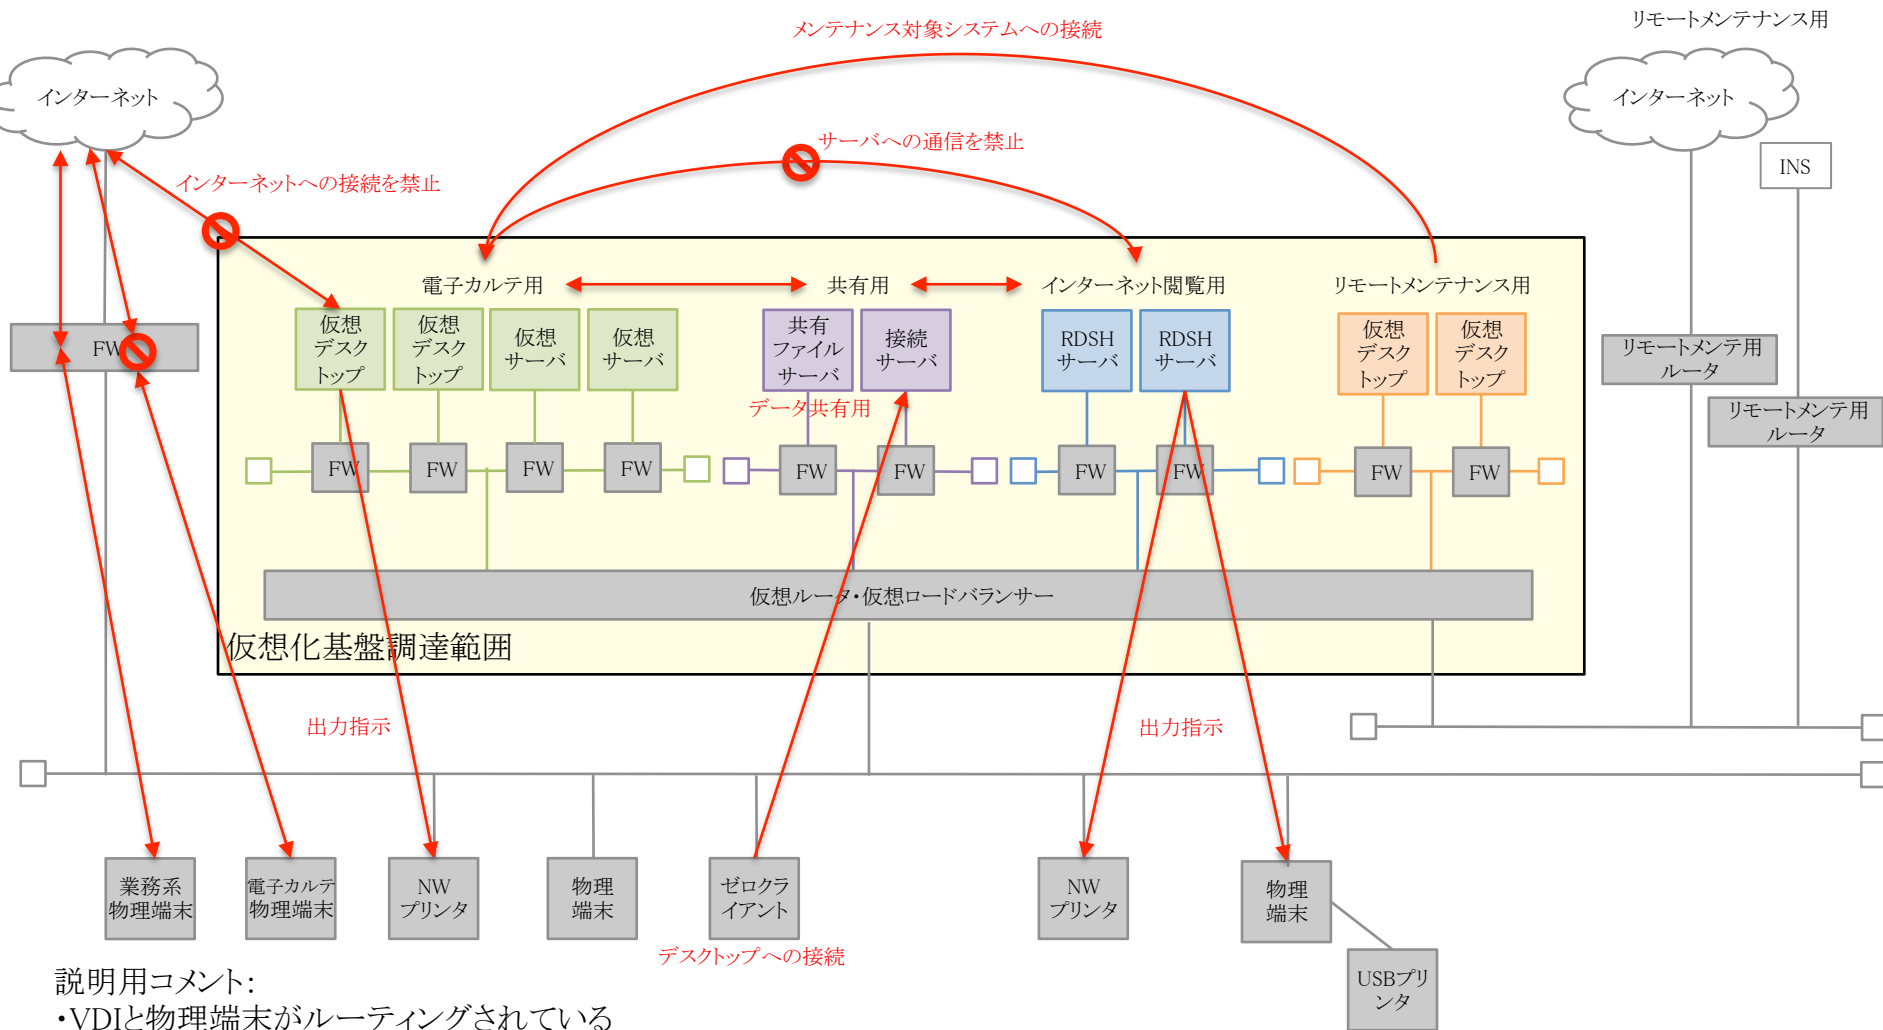 メンテナンス対象システムへの接続
リモートメンテナンス用
インターネット
インターネット
サーバへの通信を禁止
INS
インターネットへの接続を禁止
電子カルテ用
共有用
インターネット閲覧用
リモートメンテナンス用
FW
仮想
デスク
トップ
仮想
デスク
トップ
仮想
サーバ
仮想
サーバ
共有
ファイル
サーバ
接続
サーバ
RDSH
サーバ
RDSH
サーバ
仮想
デスク
トップ
仮想
デスク
トップ
リモートメンテ用
ルータ
リモートメンテ用
ルータ
データ共有用
FW
FW
FW
FW
FW
FW
FW
FW
FW
FW
仮想ルータ・仮想ロードバランサー
仮想化基盤調達範囲
出力指示
出力指示
業務系
物理端末
電子カルテ
物理端末
NW
プリンタ
物理
端末
ゼロクラ
イアント
NW
プリンタ
物理
端末
デスクトップへの接続
USBプリ
ンタ
説明用コメント：
・VDIと物理端末がルーティングされている